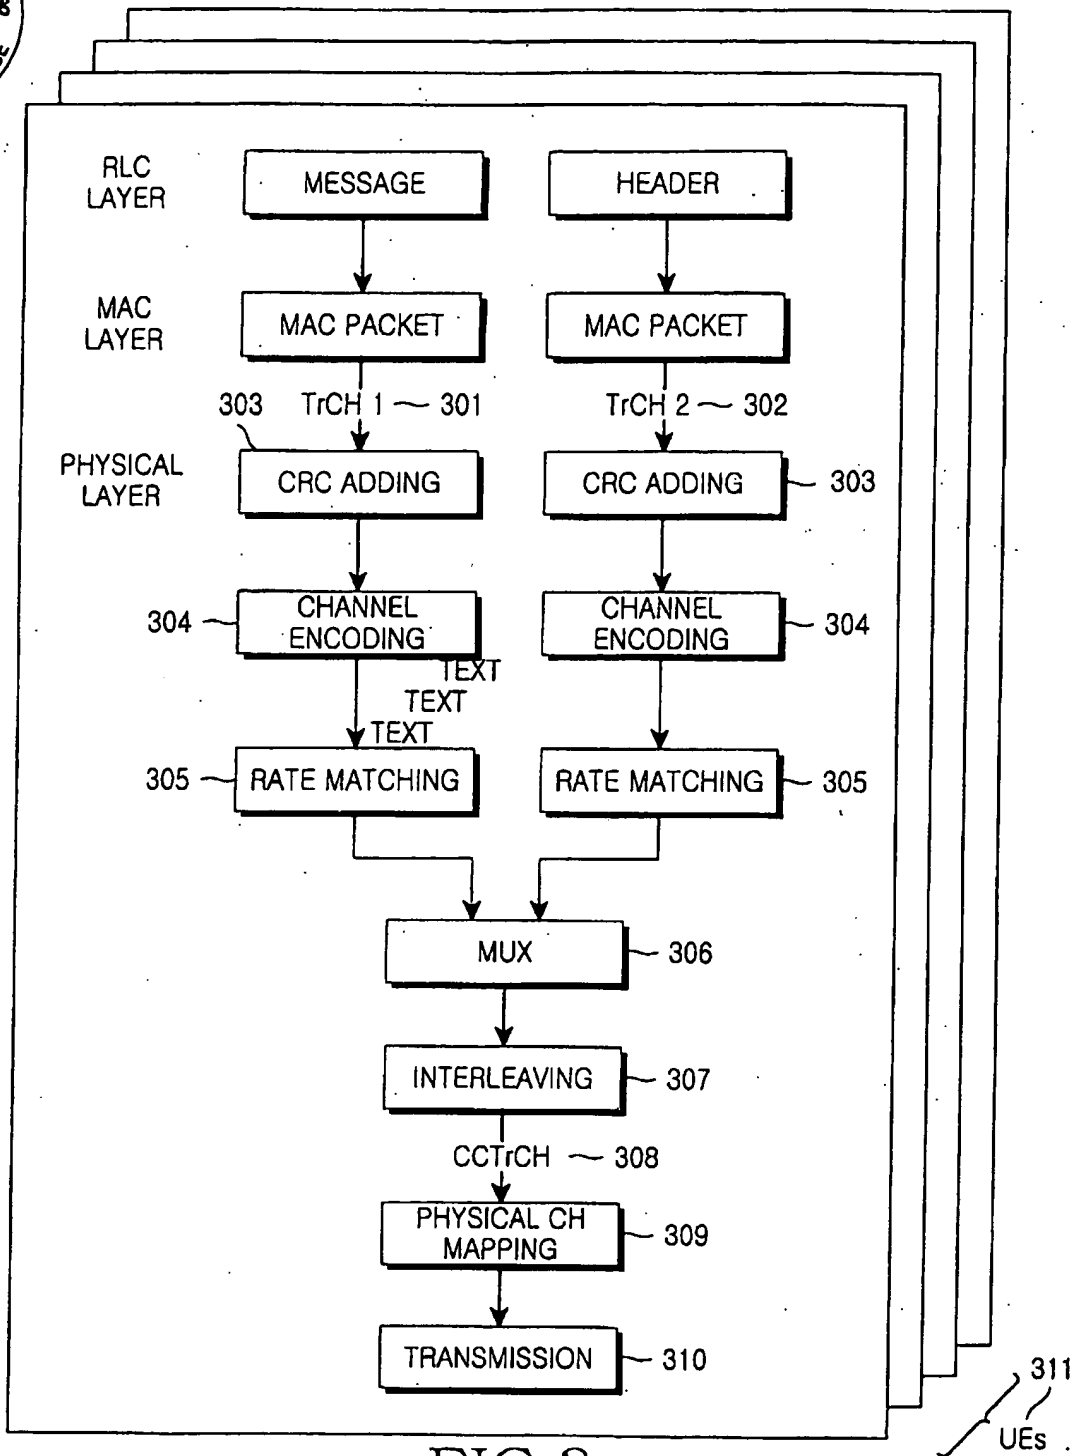 RLC
LAYER
MESSAGE
HEADER
MAC
LAYER
MAC PACKET
MAC PACKET
303
TrCH 1
301
TrCH 2
302
PHYSICAL
LAYER
CRC ADDING
CRC ADDING
303
304
CHANNEL
ENCODING
CHANNEL
ENCODING
304
TEXT
TEXT
TEXT
305
RATE MATCHING
RATE MATCHING
305
MUX
306
INTERLEAVING
307
CCTrCH
308
PHYSICAL CH
MAPPING
309
TRANSMISSION
310
311
UEs